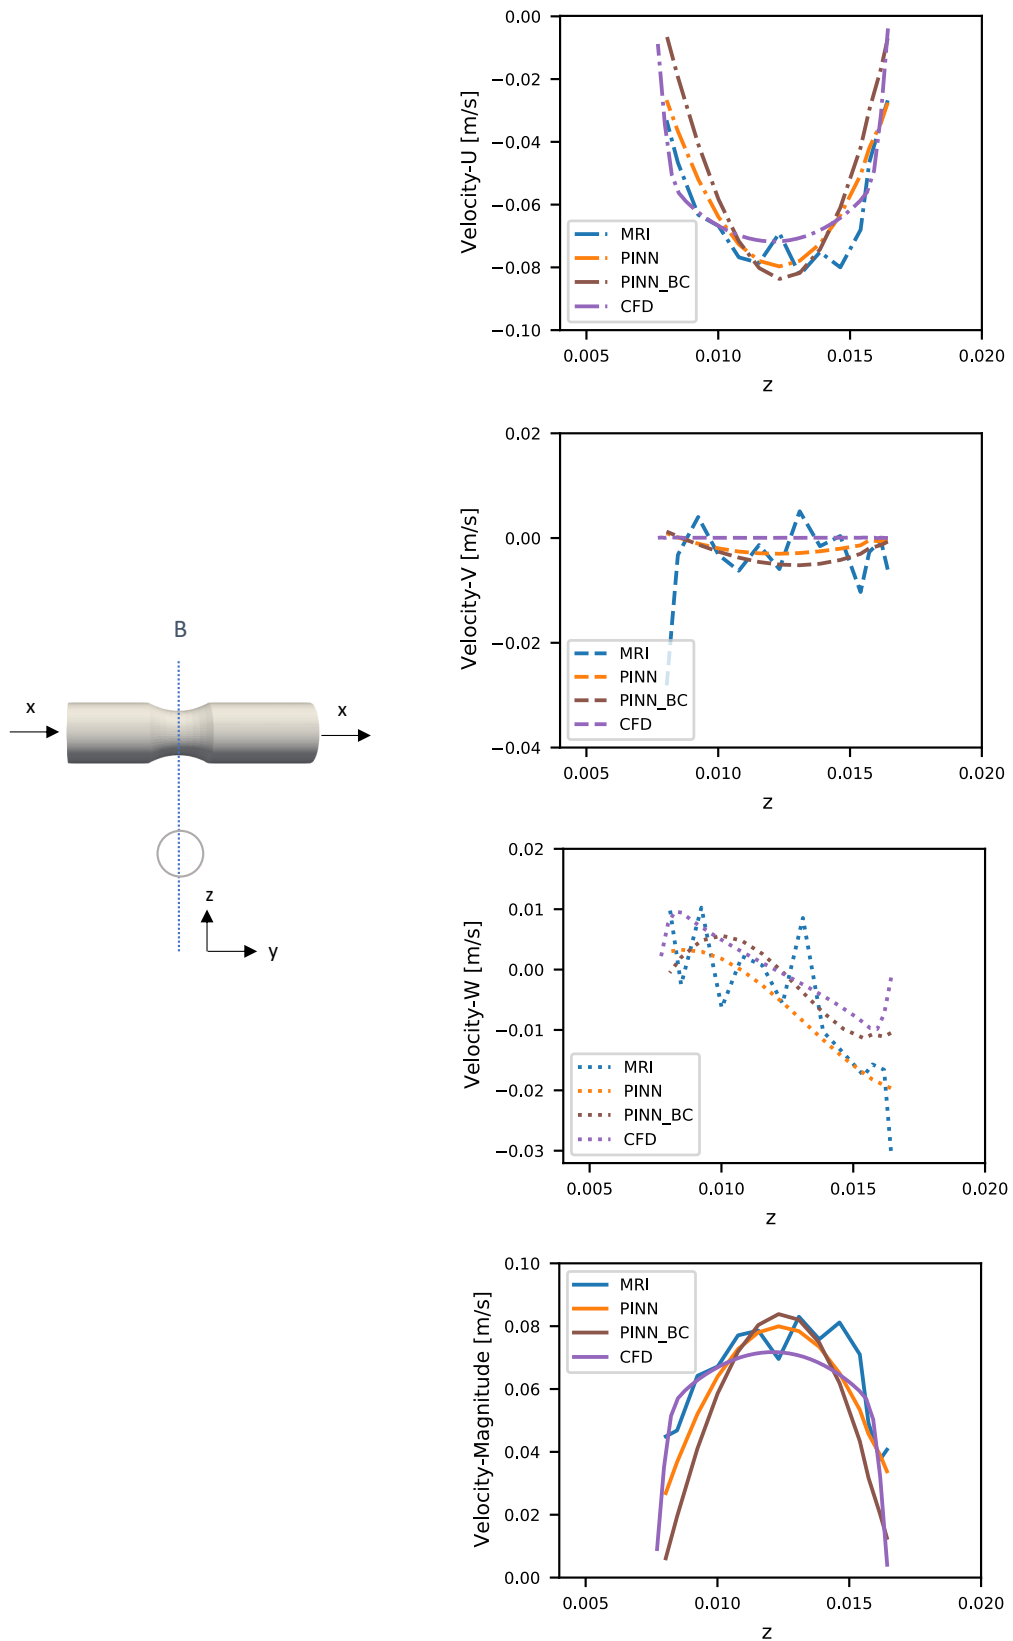 0.00
−0.02
−0.04
−0.06
−0.08
−0.10
Velocity-U [m/s]
MRI
PINN
PINN_BC
CFD
0.005 0.010 0.015 0.020
z
0.02
0.00
−0.02
−0.04
Velocity-V [m/s]
MRI
PINN
PINN_BC
CFD
0.005 0.010 0.015 0.020
z
B
x x
z
y
0.02
0.01
0.00
−0.01
−0.02
−0.03
Velocity-W [m/s]
MRI
PINN
PINN_BC
CFD
0.005 0.010 0.015 0.020
z
0.10
0.08
0.06
0.04
0.02
0.00
Velocity-Magnitude [m/s]
MRI
PINN
PINN_BC
CFD
0.005 0.010 0.015 0.020
z